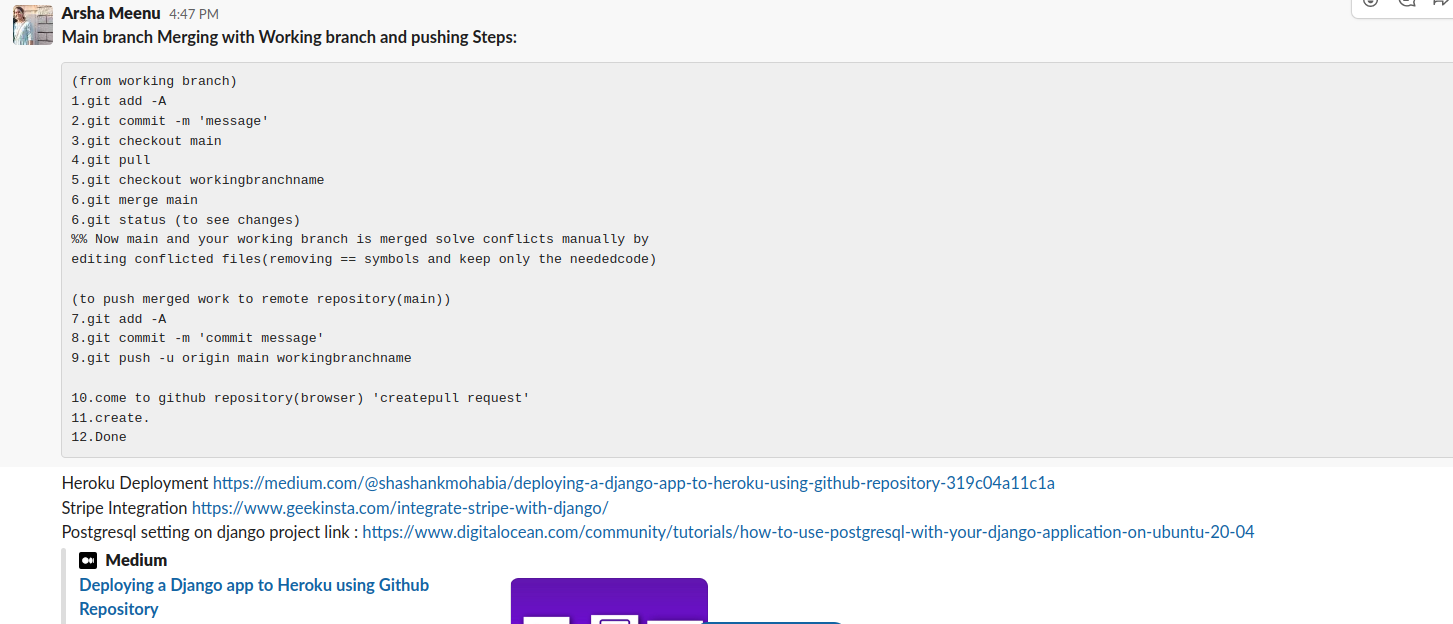 Arsha Meenu 4:47 PM
Main branch Merging with Working branch and pushing Steps:
(from working branch)
1.git add -A
2.git commit -m 'message'
3.git checkout main
4.git pull
5.git checkout workingbranchname
6.git merge main
6.git status (to see changes)
%% Now main and your working branch is merged solve conflicts manually by
editing conflicted files(removing == symbols and keep only the neededcode)
(to push merged work to remote repository(main))
7.git add -A
8.git commit -m 'commit message'
9.git push -u origin main workingbranchname
10.come to github repository(browser) 'createpull request'
11.create.
12.Done
Heroku Deployment https://medium.com/@shashankmohabia/deploying-a-django-app-to-heroku-using-github-repository-319c04a11c1a
Stripe Integration https://www.geekinsta.com/integrate-stripe-with-django/
Postgresql setting on django project link : https://www.digitalocean.com/community/tutorials/how-to-use-postgresql-with-your-django-application-on-ubuntu-20-04
Medium
Deploying a Django app to Heroku using Github
Repository